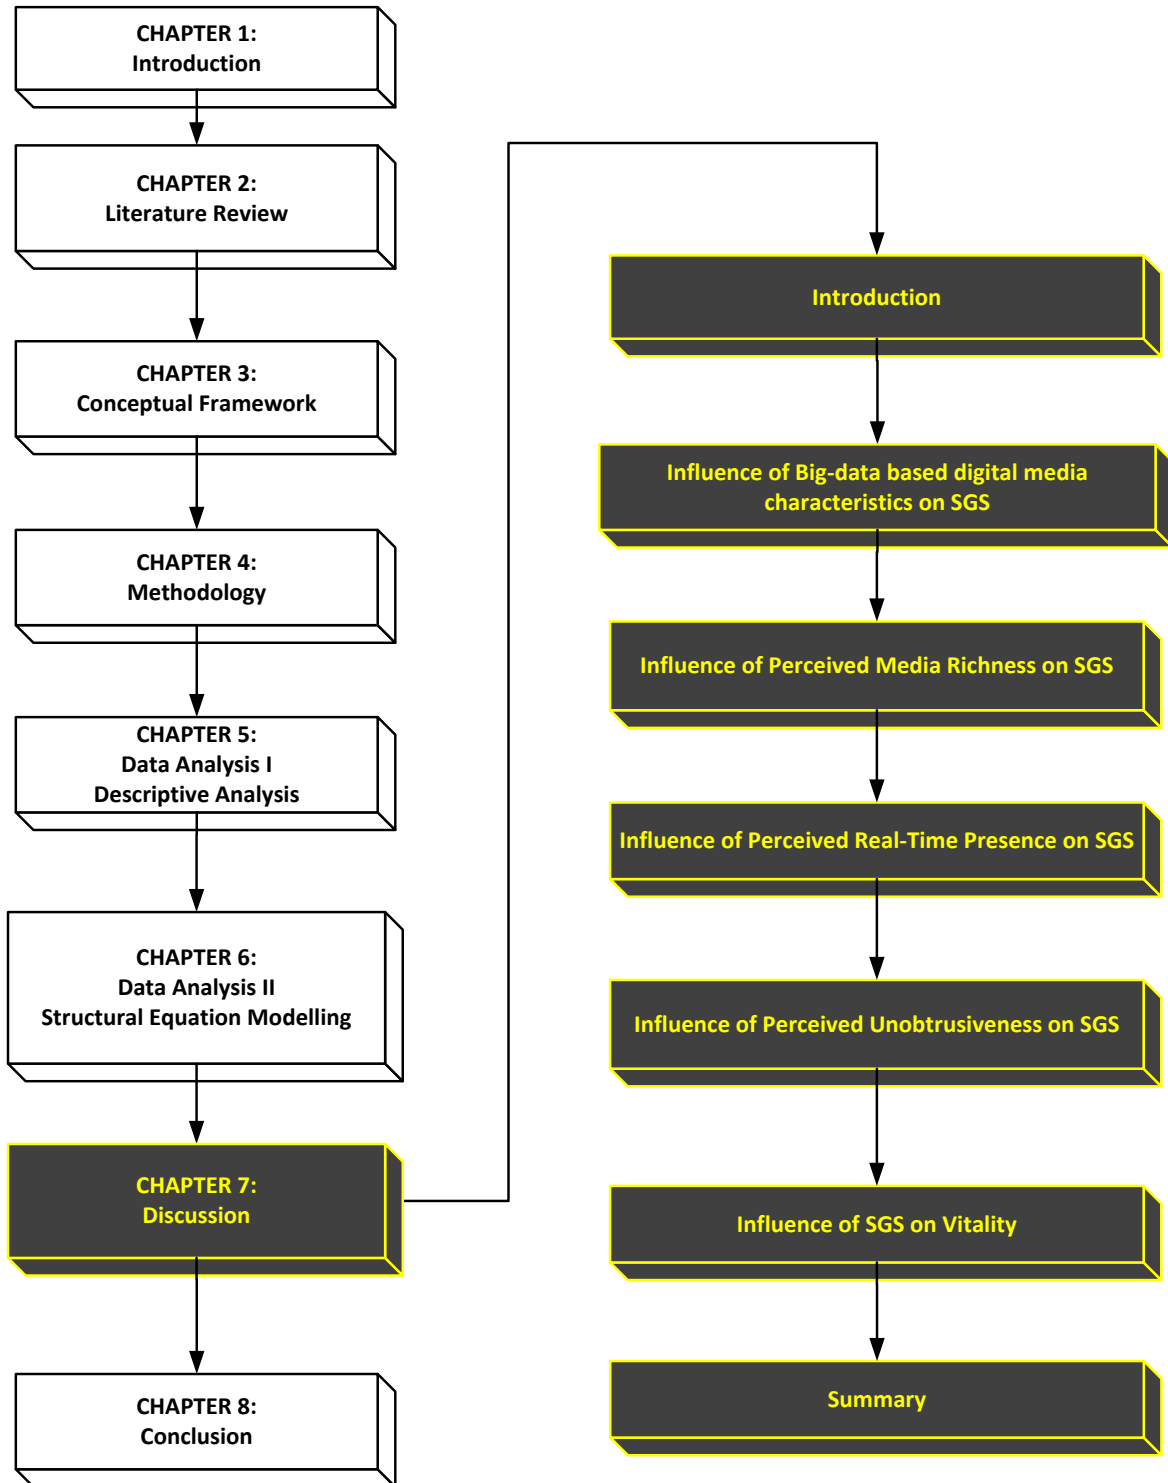 CHAPTER 1:
Introduction
CHAPTER 2:
Literature Review
CHAPTER 3:
Conceptual Framework
CHAPTER 4:
Methodology
CHAPTER 5:
Data Analysis I
Descriptive Analysis
CHAPTER 6:
Data Analysis II
Structural Equation Modelling
CHAPTER 7:
Discussion
CHAPTER 8:
Conclusion
Introduction
Influence of Big-data based digital media
characteristics on SGS
Influence of Perceived Media Richness on SGS
Influence of Perceived Real-Time Presence on SGS
Influence of Perceived Unobtrusiveness on SGS
Influence of SGS on Vitality
Summary